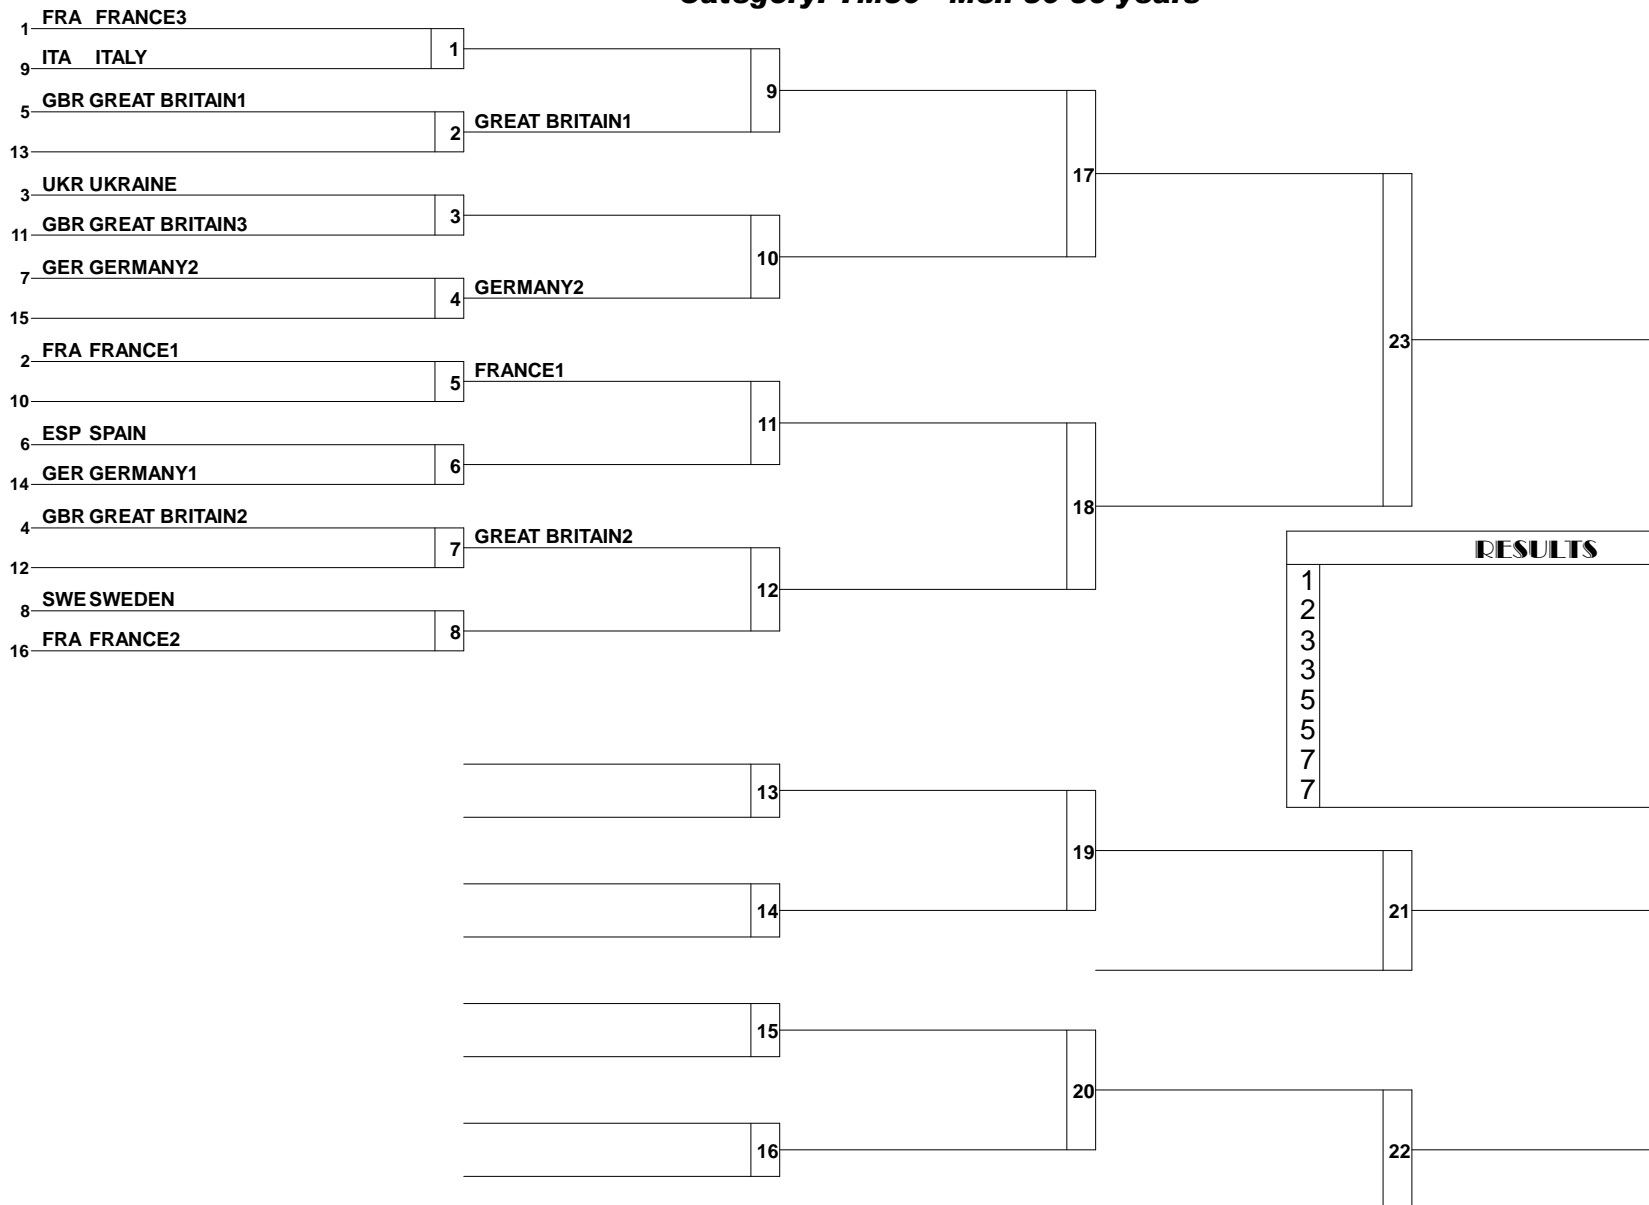 1 FRA FRANCE3
1
9 ITA ITALY
9
5 GBR GREAT BRITAIN1
2 GREAT BRITAIN1
13
17
3 UKR UKRAINE
3
11 GBR GREAT BRITAIN3
10
7 GER GERMANY2
4 GERMANY2
15
23
2 FRA FRANCE1
5 FRANCE1
10
11
6 ESP SPAIN
6
14 GER GERMANY1
18
4 GBR GREAT BRITAIN2
7 GREAT BRITAIN2
12
12
8 SWE SWEDEN
8
16 FRA FRANCE2
RESULTS
1
2
3
3
5
5
7
7
13
19
14
21
15
20
16
22